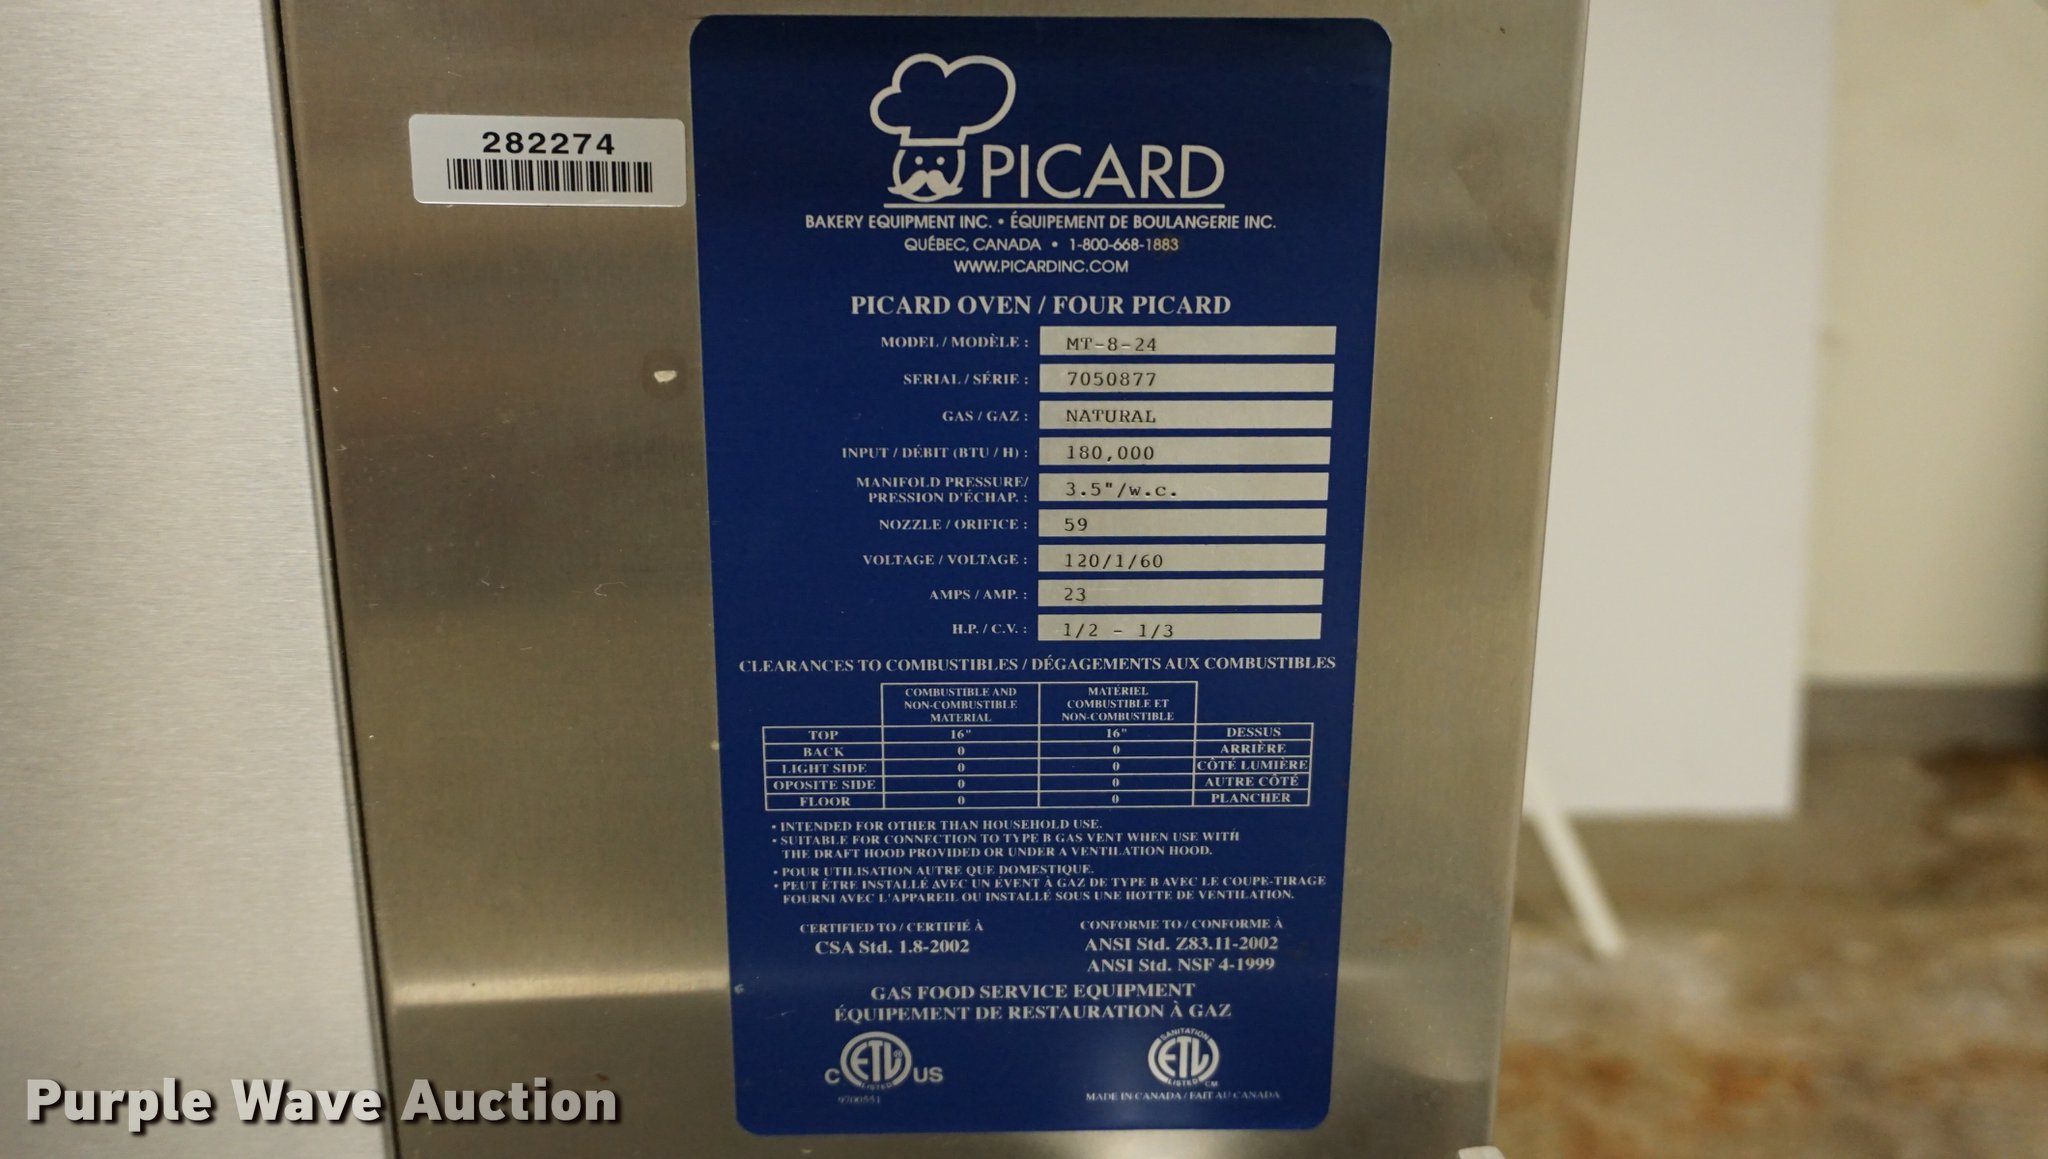 282274
PICARD
BAKERY EQUIPMENT INC. • ÉQUIPEMENT DE BOULANGERIE INC.
QUÉBEC, CANADA • 1-800-668-1883
WWW.PICARDINC.COM
PICARD OVEN / FOUR PICARD
MODEL / MODÈLE : MT-8-24
SERIAL / SÉRIE : 7050877
GAS / GAZ : NATURAL
INPUT / DÉBIT (BTU / H) : 180,000
MANIFOLD PRESSURE/
PRESSION D'ÉCHAP. : 3.5"/w.c.
NOZZLE / ORIFICE : 59
VOLTAGE / VOLTAGE : 120/1/60
AMPS / AMP. : 23
H.P. / C.V. : 1/2 - 1/3
CLEARANCES TO COMBUSTIBLES / DÉGAGEMENTS AUX COMBUSTIBLES
COMBUSTIBLE AND NON-COMBUSTIBLE MATERIAL
MATÉRIEL COMBUSTIBLE ET NON-COMBUSTIBLE
TOP 16" 16" DESSUS
BACK 0 0 ARRIÈRE
LIGHT SIDE 0 0 CÔTÉ LUMIÈRE
OPOSITE SIDE 0 0 AUTRE CÔTÉ
FLOOR 0 0 PLANCHER
• INTENDED FOR OTHER THAN HOUSEHOLD USE.
• SUITABLE FOR CONNECTION TO TYPE B GAS VENT WHEN USE WITH
THE DRAFT HOOD PROVIDED OR UNDER A VENTILATION HOOD.
• POUR UTILISATION AUTRE QUE DOMESTIQUE.
• PEUT ÊTRE INSTALLÉ AVEC UN ÉVENT À GAZ DE TYPE B AVEC LE COUPE-TIRAGE
FOURNI AVEC L'APPAREIL OU INSTALLÉ SOUS UNE HOTTE DE VENTILATION.
CERTIFIED TO / CERTIFIÉ À
CSA Std. 1.8-2002
CONFORME TO / CONFORME À
ANSI Std. Z83.11-2002
ANSI Std. NSF 4-1999
GAS FOOD SERVICE EQUIPMENT
ÉQUIPEMENT DE RESTAURATION À GAZ
C ETL® LISTED US
9700551
SANITATION ETL LISTED CM
MADE IN CANADA / FAIT AU CANADA
Purple Wave Auction